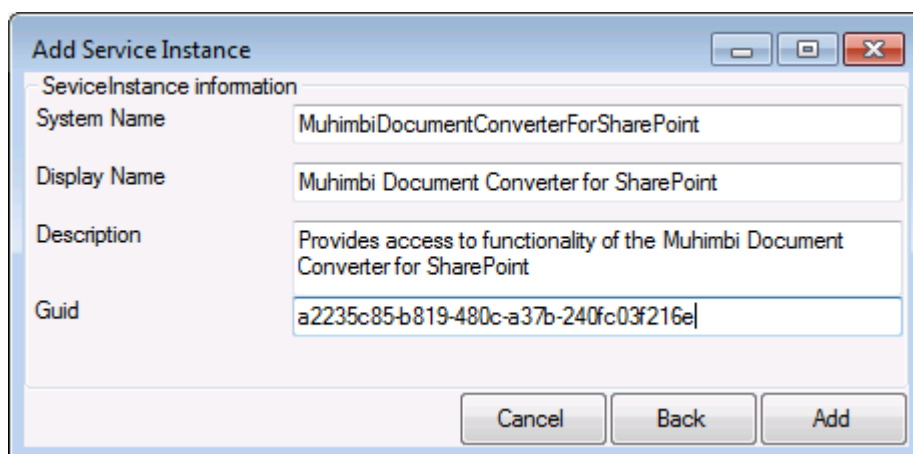 Add Service Instance
SeviceInstance information
System Name
MuhimbiDocumentConverterForSharePoint
Display Name
Muhimbi Document Converter for SharePoint
Description
Provides access to functionality of the Muhimbi Document
Converter for SharePoint
Guid
a2235c85-b819-480c-a37b-240fc03f216e
Cancel
Back
Add